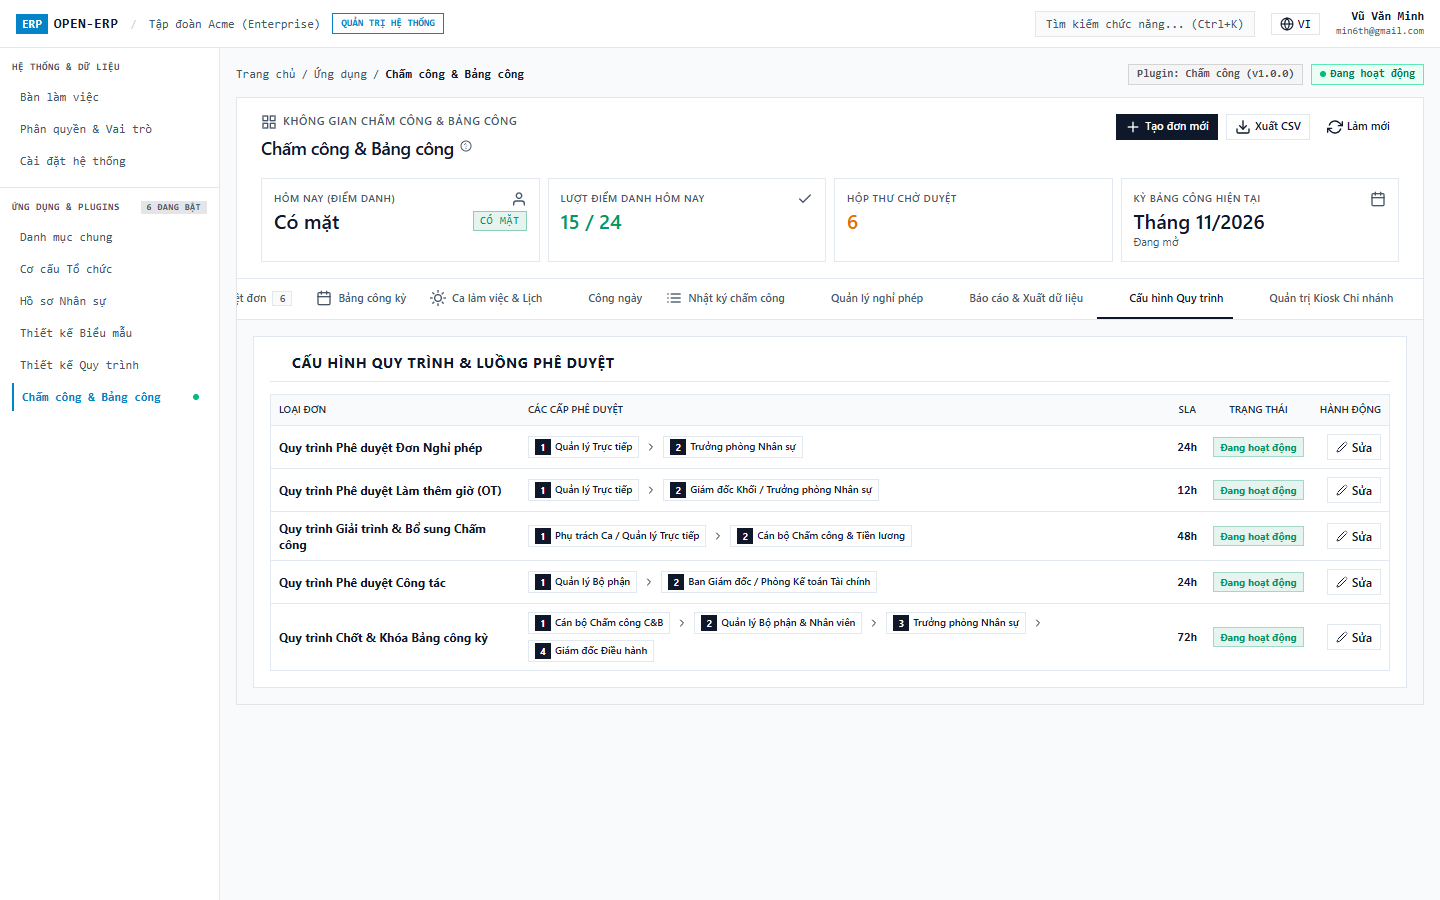 ERP OPEN-ERP / Tập đoàn Acme (Enterprise) QUẢN TRỊ HỆ THỐNG Tìm kiếm chức năng... (Ctrl+K) VI Vũ Văn Minh
min6th@gmail.com
HỆ THỐNG & DỮ LIỆU
Bàn làm việc
Phân quyền & Vai trò
Cài đặt hệ thống
ỨNG DỤNG & PLUGINS 6 ĐANG BẬT
Danh mục chung
Cơ cấu Tổ chức
Hồ sơ Nhân sự
Thiết kế Biểu mẫu
Thiết kế Quy trình
Chấm công & Bảng công
Trang chủ / Ứng dụng / Chấm công & Bảng công Plugin: Chấm công (v1.0.0) Đang hoạt động
KHÔNG GIAN CHẤM CÔNG & BẢNG CÔNG
Chấm công & Bảng công
Tạo đơn mới Xuất CSV Làm mới
HÔM NAY (ĐIỂM DANH)
Có mặt CÓ MẶT
LƯỢT ĐIỂM DANH HÔM NAY
15 / 24
HỘP THƯ CHỜ DUYỆT
6
KỲ BẢNG CÔNG HIỆN TẠI
Tháng 11/2026
Đang mở
ệt đơn 6 Bảng công kỳ Ca làm việc & Lịch Công ngày Nhật ký chấm công Quản lý nghỉ phép Báo cáo & Xuất dữ liệu Cấu hình Quy trình Quản trị Kiosk Chi nhánh
CẤU HÌNH QUY TRÌNH & LUỒNG PHÊ DUYỆT
LOẠI ĐƠN CÁC CẤP PHÊ DUYỆT SLA TRẠNG THÁI HÀNH ĐỘNG
Quy trình Phê duyệt Đơn Nghỉ phép 1 Quản lý Trực tiếp > 2 Trưởng phòng Nhân sự 24h Đang hoạt động Sửa
Quy trình Phê duyệt Làm thêm giờ (OT) 1 Quản lý Trực tiếp > 2 Giám đốc Khối / Trưởng phòng Nhân sự 12h Đang hoạt động Sửa
Quy trình Giải trình & Bổ sung Chấm công 1 Phụ trách Ca / Quản lý Trực tiếp > 2 Cán bộ Chấm công & Tiền lương 48h Đang hoạt động Sửa
Quy trình Phê duyệt Công tác 1 Quản lý Bộ phận > 2 Ban Giám đốc / Phòng Kế toán Tài chính 24h Đang hoạt động Sửa
Quy trình Chốt & Khóa Bảng công kỳ 1 Cán bộ Chấm công C&B > 2 Quản lý Bộ phận & Nhân viên > 3 Trưởng phòng Nhân sự > 72h Đang hoạt động Sửa
4 Giám đốc Điều hành